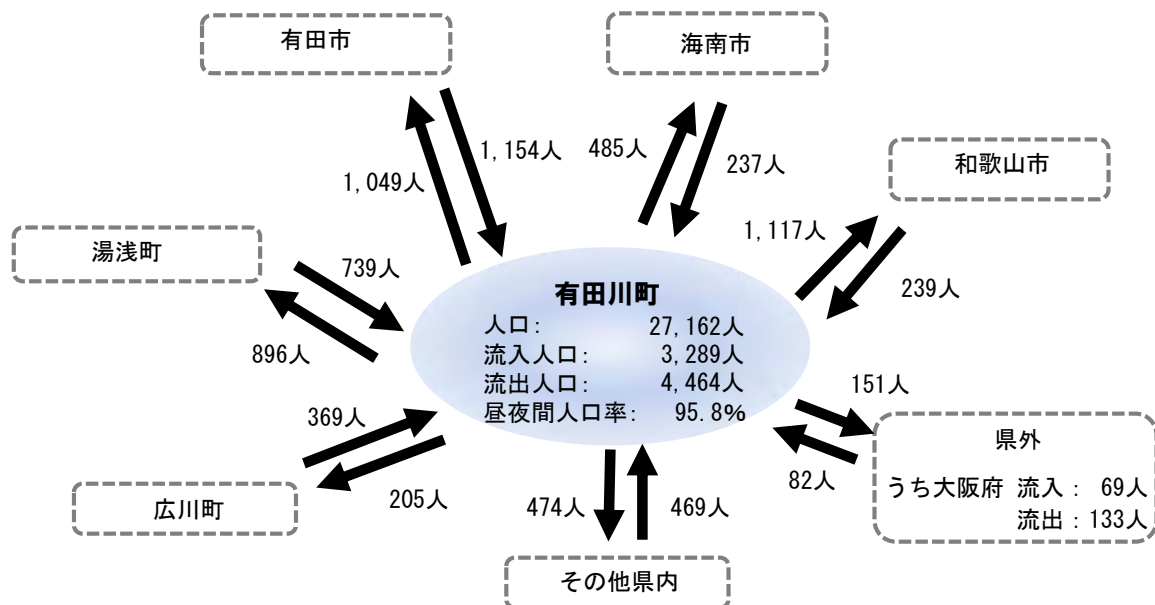 有田市
海南市
1,154人
1,049人
485人
237人
和歌山市
1,117人
239人
湯浅町
739人
896人
有田川町
人口: 27,162人
流入人口: 3,289人
流出人口: 4,464人
昼夜間人口率: 95.8%
369人
205人
広川町
474人
469人
その他県内
151人
82人
県外
うち大阪府 流入: 69人
流出:133人